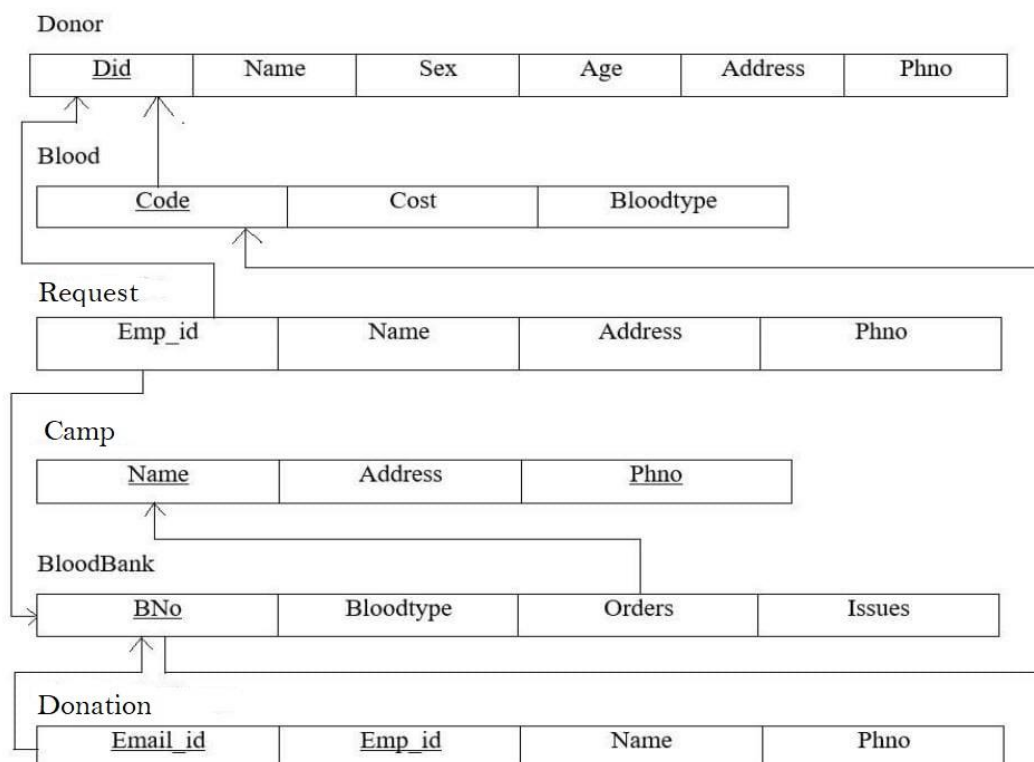 Donor
Did Name Sex Age Address Phno
Blood
Code Cost Bloodtype
Request
Emp_id Name Address Phno
Camp
Name Address Phno
BloodBank
BNo Bloodtype Orders Issues
Donation
Email_id Emp_id Name Phno